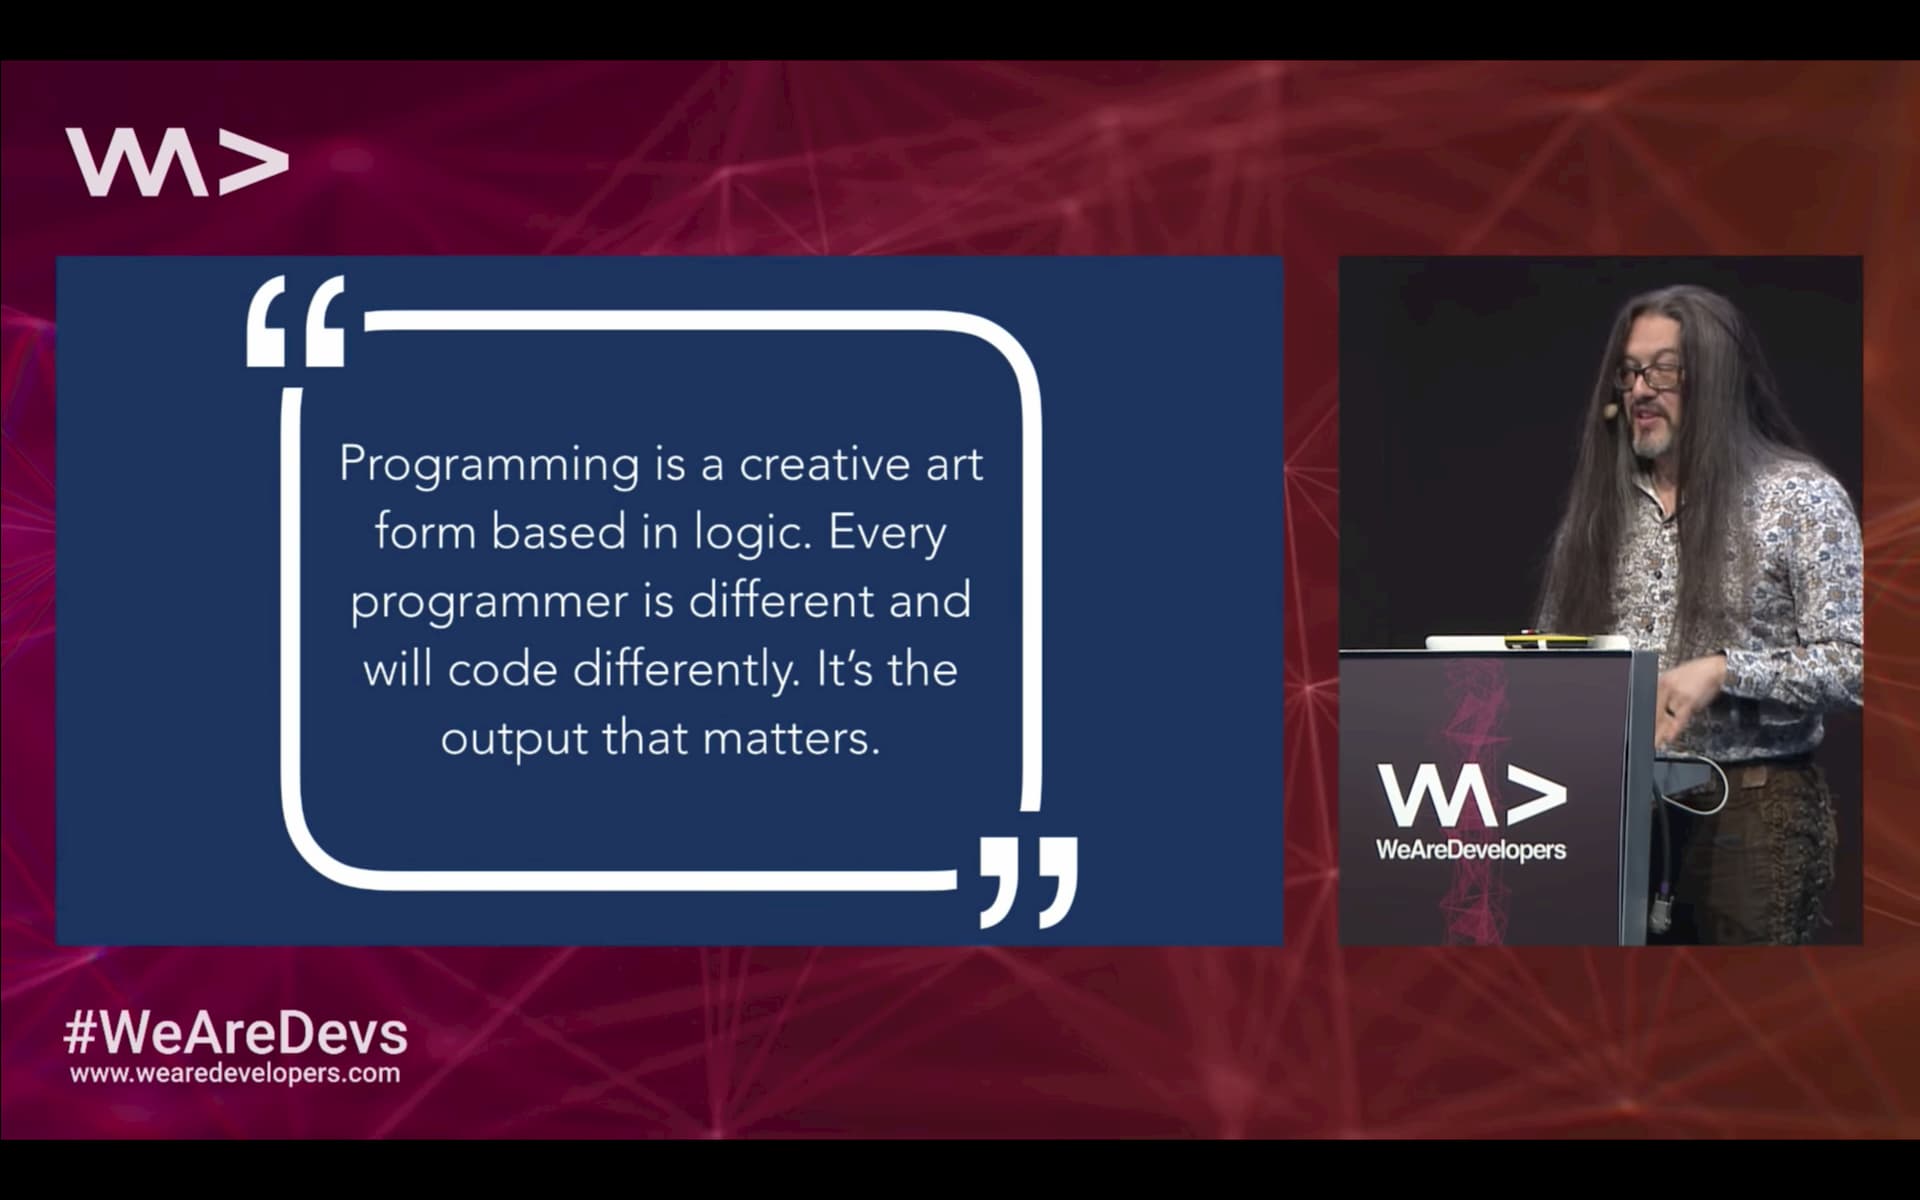 WA>
“
Programming is a creative art
form based in logic. Every
programmer is different and
will code differently. It’s the
output that matters.
”
WA>
WeAreDevelopers
#WeAreDevs
www.wearedevelopers.com